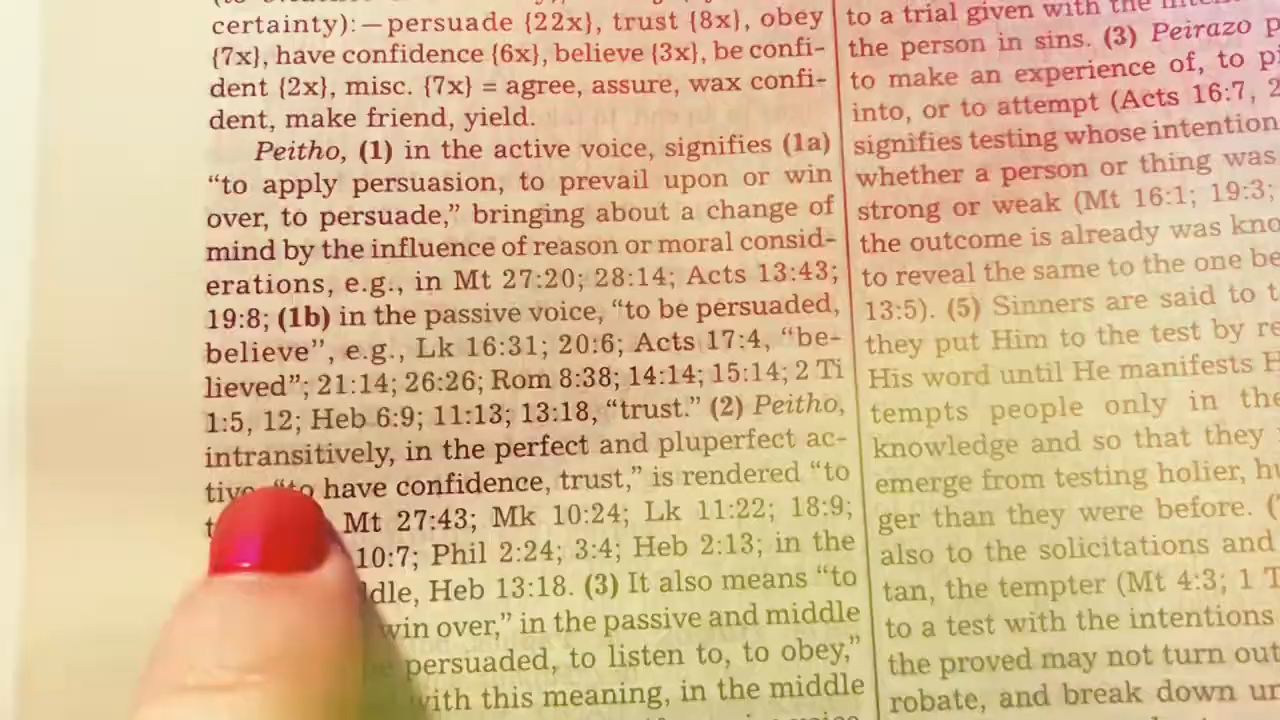 certainty):—persuade {22x}, trust {8x}, obey
{7x}, have confidence {6x}, believe {3x}, be confi-
dent {2x}, misc. {7x} = agree, assure, wax confi-
dent, make friend, yield.
Peitho, (1) in the active voice, signifies (1a)
“to apply persuasion, to prevail upon or win
over, to persuade,” bringing about a change of
mind by the influence of reason or moral consid-
erations, e.g., in Mt 27:20; 28:14; Acts 13:43;
19:8; (1b) in the passive voice, “to be persuaded,
believe”, e.g., Lk 16:31; 20:6; Acts 17:4, “be-
lieved”; 21:14; 26:26; Rom 8:38; 14:14; 15:14; 2 Ti
1:5, 12; Heb 6:9; 11:13; 13:18, “trust.” (2) Peitho,
intransitively, in the perfect and pluperfect ac-
tive, “to have confidence, trust,” is rendered “to
Mt 27:43; Mk 10:24; Lk 11:22; 18:9;
10:7; Phil 2:24; 3:4; Heb 2:13; in the
Heb 13:18. (3) It also means “to
win over,” in the passive and middle
persuaded, to listen to, to obey,”
with this meaning, in the middle
to a trial given with the
the person in sins. (3) Peirazo
to make an experience of, to
into, or to attempt (Acts 16:7,
signifies testing whose intention
whether a person or thing was
strong or weak (Mt 16:1; 19:3;
the outcome is already was
to reveal the same to the one
13:5). (5) Sinners are said to
they put Him to the test by
His word until He manifests
tempts people only in the
knowledge and so that they
emerge from testing holier,
than they were before.
also to the solicitations and
the tempter (Mt 4:3; 1
to a test with the intentions
the proved may not turn out
and break down